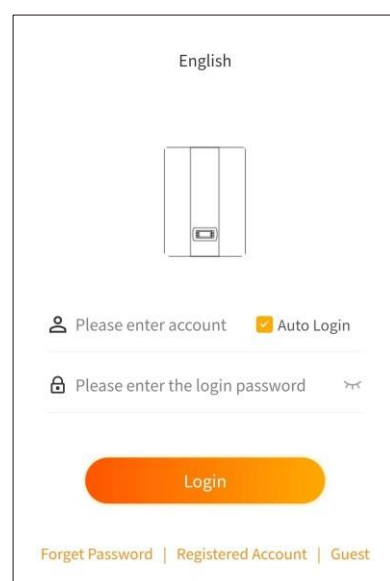 English
Please enter account Auto Login
Please enter the login password
Login
Forget Password | Registered Account | Guest